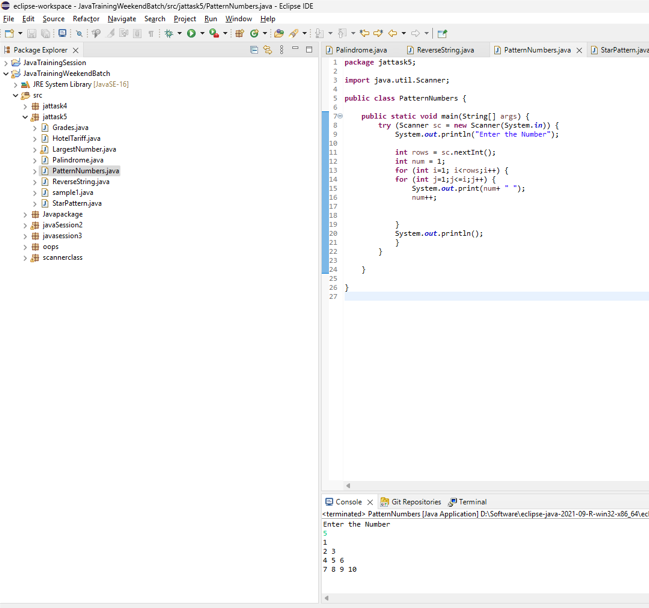 eclipse-workspace - JavaTrainingWeekendBatch/src/jattask5/PatternNumbers.java - Eclipse IDE
File Edit Source Refactor Navigate Search Project Run Window Help
Package Explorer
JavaTrainingSession
JavaTrainingWeekendBatch
JRE System Library [JavaSE-16]
src
jattask4
jattask5
Grades.java
HotelTariff.java
LargestNumber.java
Palindrome.java
PatternNumbers.java
ReverseString.java
sample1.java
StarPattern.java
Javapackage
javaSession2
javasession3
oops
scannerclass
Palindrome.java ReverseString.java PatternNumbers.java StarPattern.java
1 package jattask5;
2
3 import java.util.Scanner;
4
5 public class PatternNumbers {
6
7 public static void main(String[] args) {
8 try (Scanner sc = new Scanner(System.in)) {
9 System.out.println("Enter the Number");
10
11 int rows = sc.nextInt();
12 int num = 1;
13 for (int i=1; i<rows;i++) {
14 for (int j=1;j<=i;j++) {
15 System.out.print(num+ " ");
16 num++;
17
18
19 }
20 System.out.println();
21 }
22 }
23
24 }
25
26 }
27
Console Git Repositories Terminal
<terminated> PatternNumbers [Java Application] D:\Software\eclipse-java-2021-09-R-win32-x86_64\ecl
Enter the Number
5
1
2 3
4 5 6
7 8 9 10